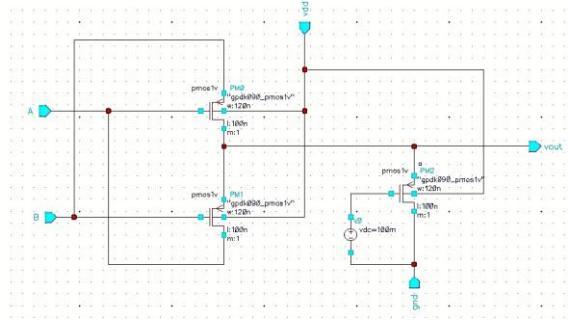 vdd
pmos1v
PM0
"gpdk090_pmos1v"
w:120n
l:100n
m:1
A
vout
pmos1v
PM2
"gpdk090_pmos1v"
w:120n
l:100n
m:1
pmos1v
PM1
"gpdk090_pmos1v"
w:120n
l:100n
m:1
B
vdc=100m
gnd